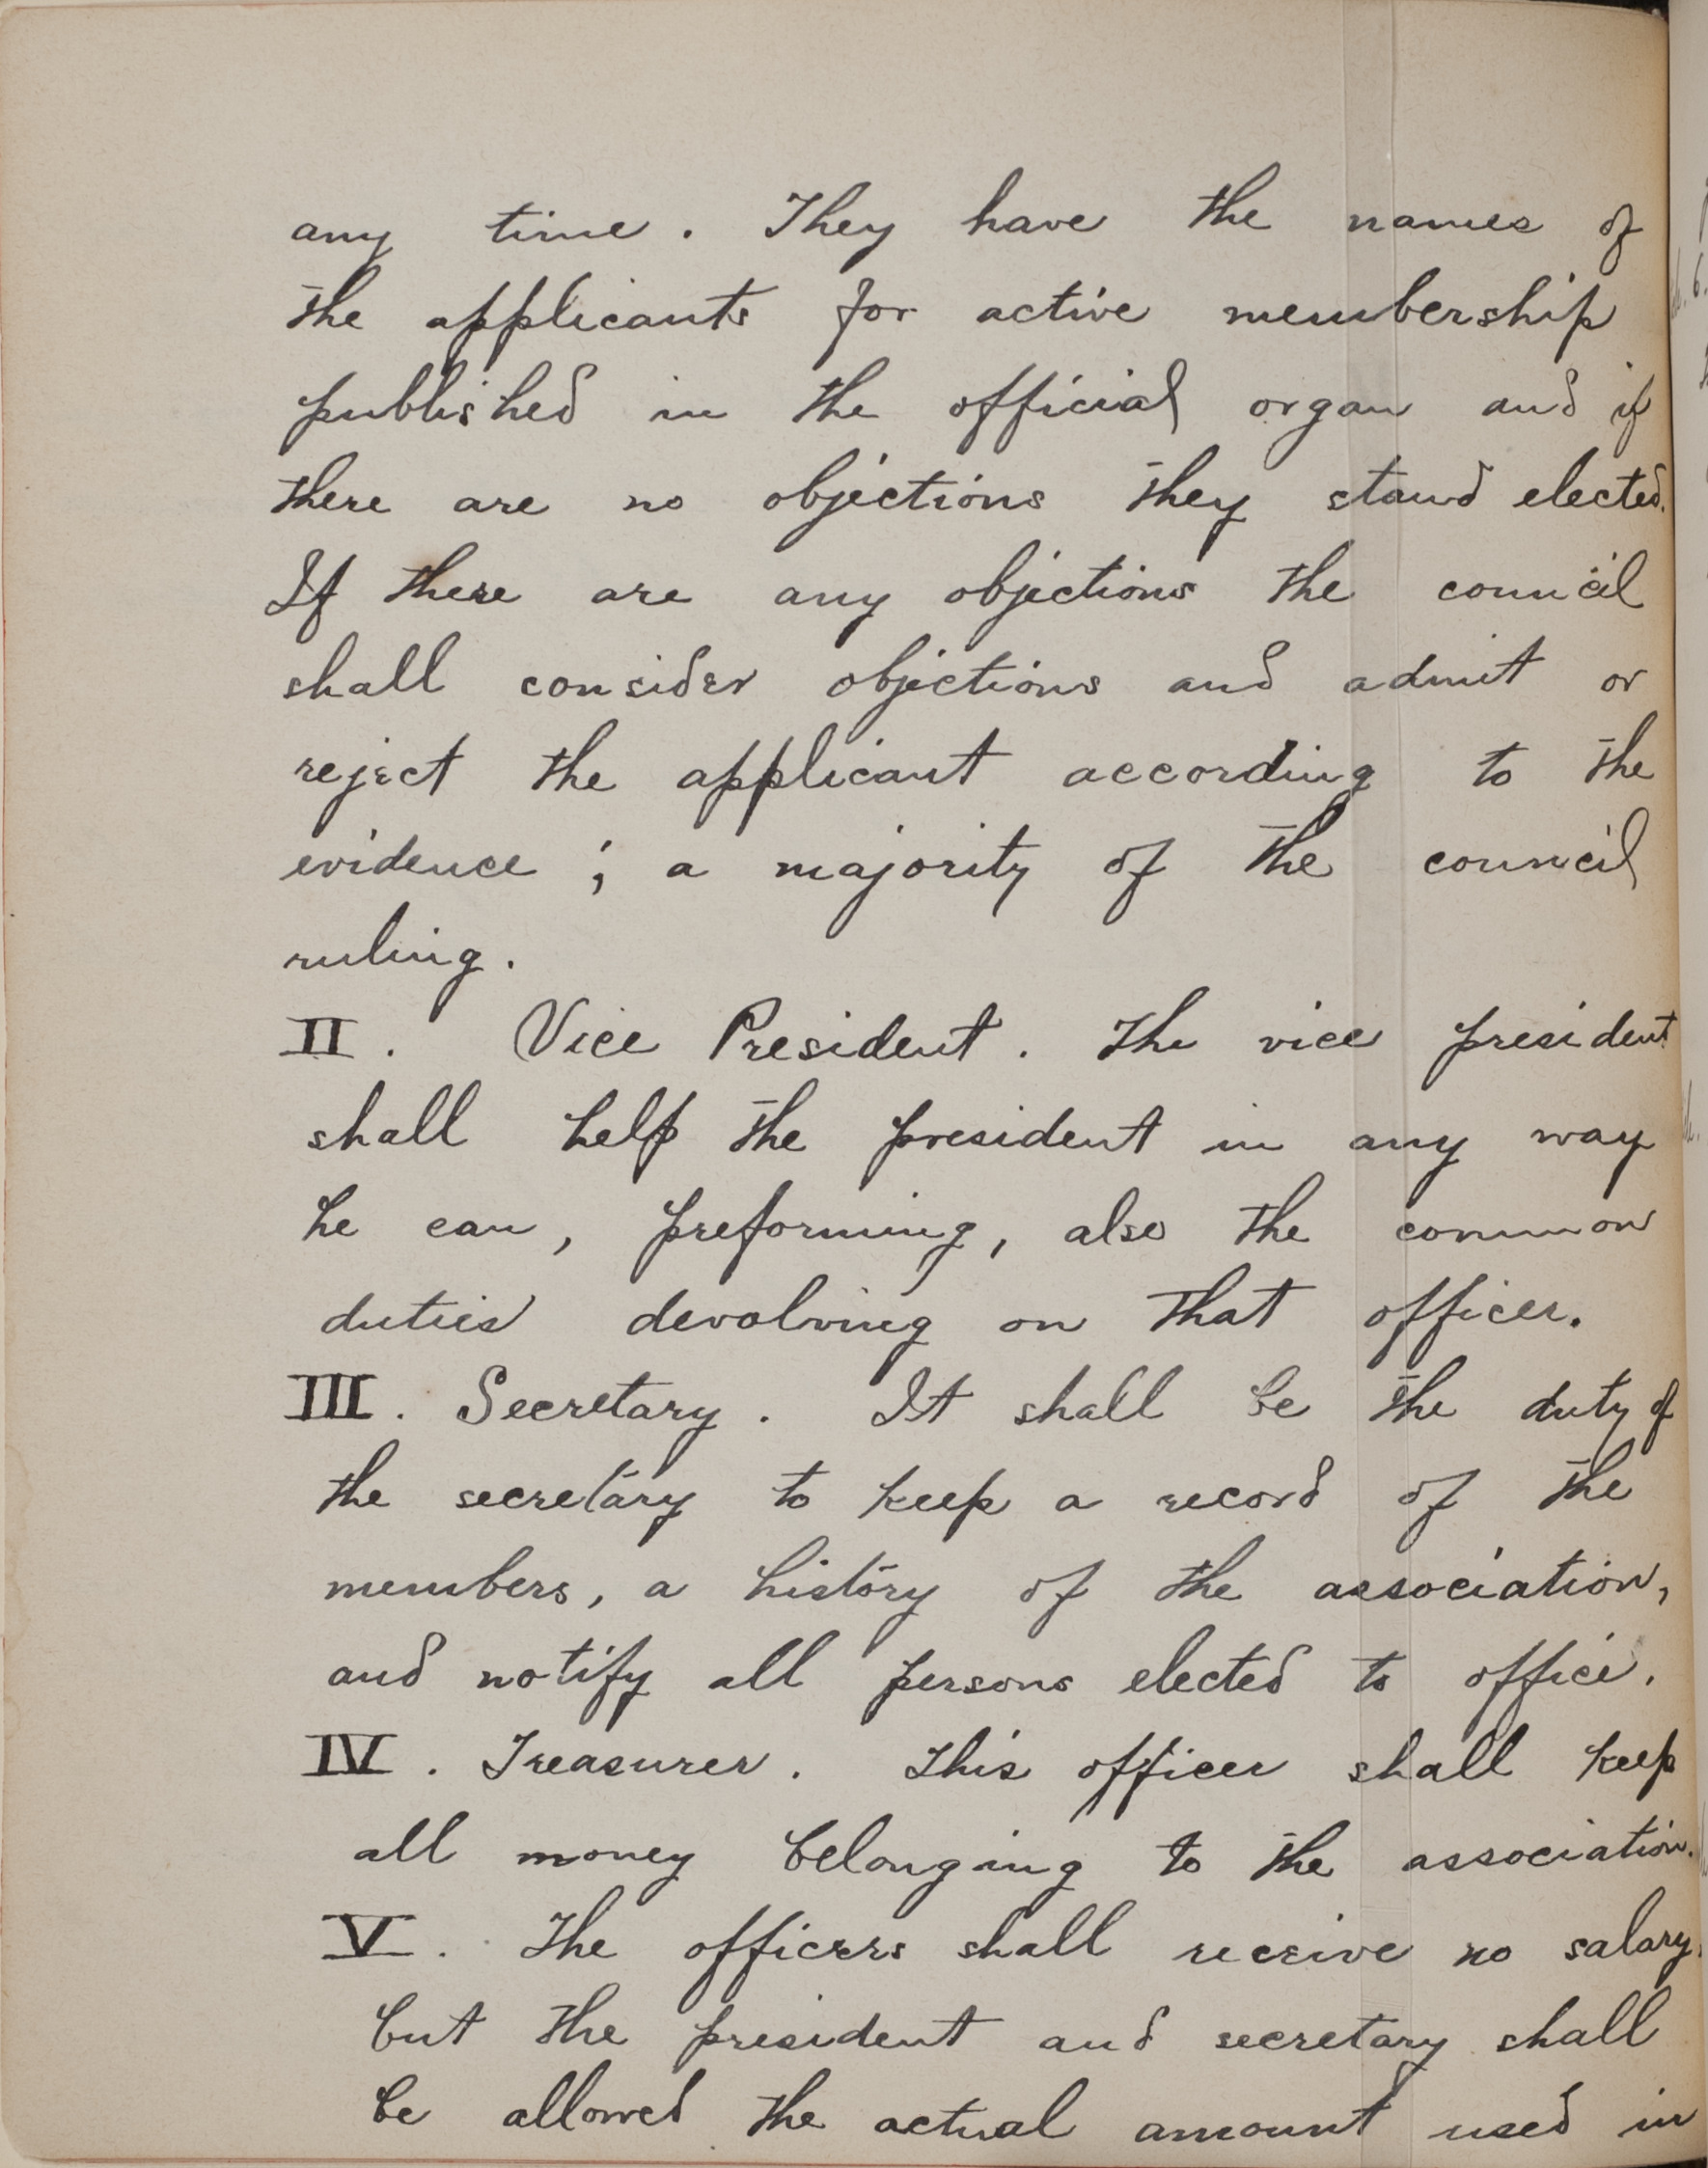 any time. They have the names of
the applicants for active membership
published in the official organ and if
there are no objections they stand elected.
If there are any objections the council
shall consider objections and admit or
reject the applicant according to the
evidence; a majority of the council
ruling.
II. Vice President. The vice president
shall help the president in any way
he can, preforming, also the common
duties devolving on that officer.
III. Secretary. It shall be the duty of
the secretary to keep a record of the
members, a history of the association,
and notify all persons elected to office.
IV. Treasurer. This officer shall keep
all money belonging to the association.
V. The officers shall receive no salary,
but the president and secretary shall
be allowed the actual amount used in